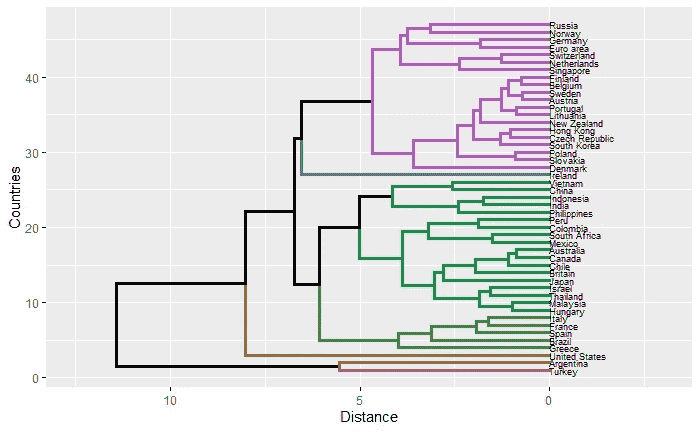 Russia
Norway
Germany
Euro area
Switzerland
Netherlands
Singapore
Finland
Belgium
Sweden
Austria
Portugal
Lithuania
New Zealand
Hong Kong
Czech Republic
South Korea
Poland
Slovakia
Denmark
Ireland
Vietnam
China
Indonesia
India
Philippines
Peru
Colombia
South Africa
Mexico
Australia
Canada
Chile
Britain
Japan
Israel
Thailand
Malaysia
Hungary
Italy
France
Spain
Brazil
Greece
United States
Argentina
Turkey
40
30
20
10
0
Countries
10 5 0
Distance